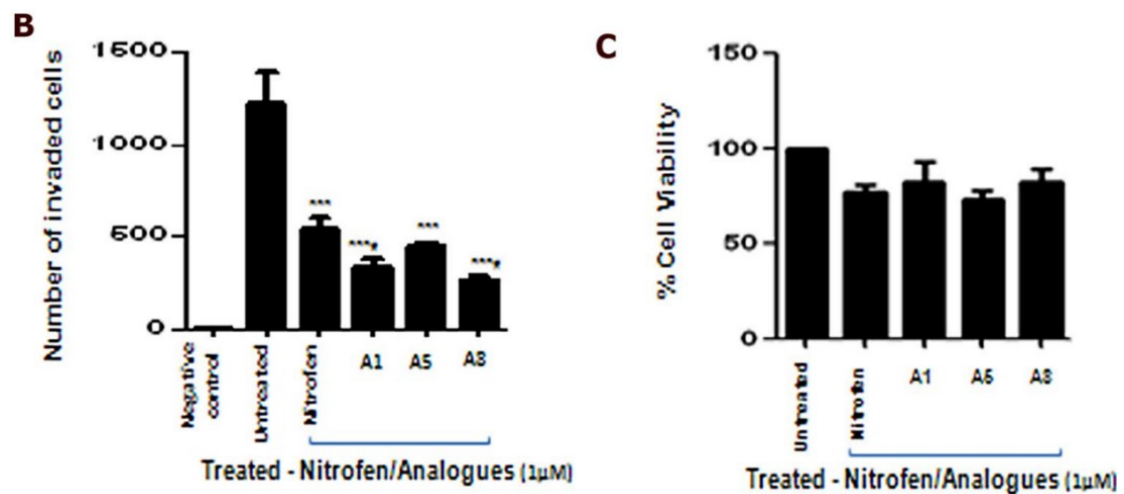 B
Number of invaded cells
1500
1000
500
0
***
***#
***
***#
Negative control
Untreated
Nitrofen
A1
A5
A8
Treated - Nitrofen/Analogues (1µM)
C
% Cell Viability
150
100
50
0
Untreated
Nitrofen
A1
A6
A8
Treated - Nitrofen/Analogues (1µM)